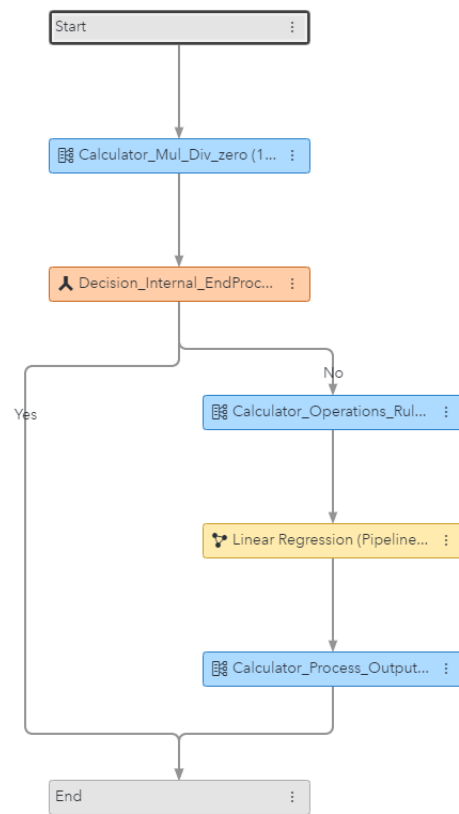 Start
Calculator_Mul_Div_zero (1...
Decision_Internal_EndProc...
No
Yes
Calculator_Operations_Rul...
Linear Regression (Pipeline...
Calculator_Process_Output...
End